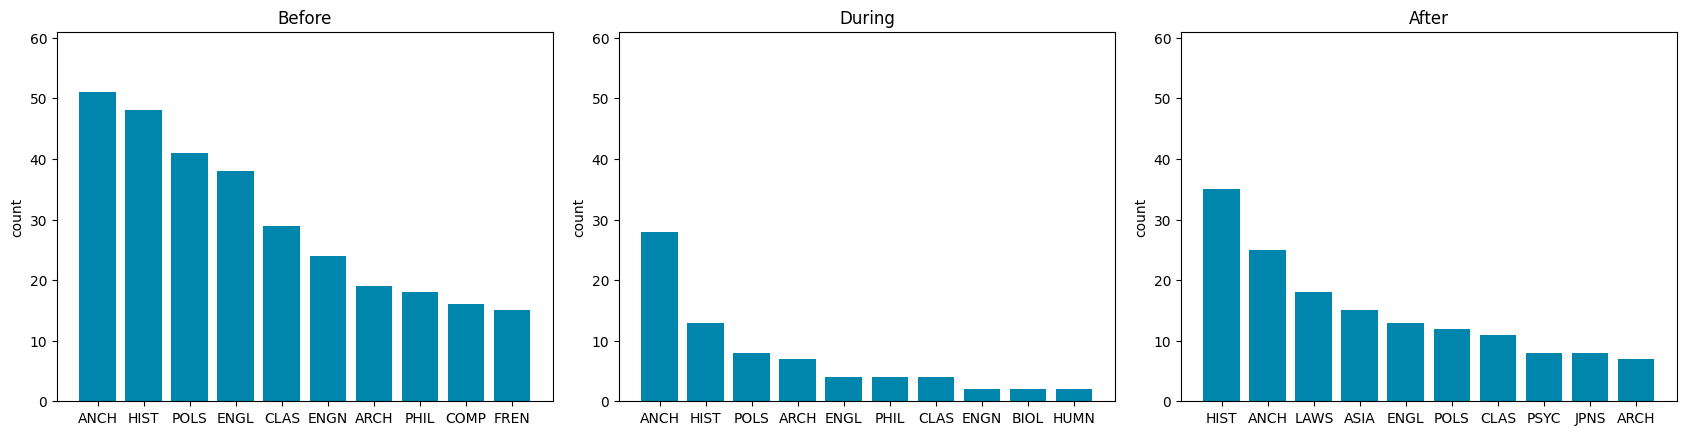 Before
60
50
40
30
20
10
0
count
ANCH HIST POLS ENGL CLAS ENGN ARCH PHIL COMP FREN
During
60
50
40
30
20
10
0
count
ANCH HIST POLS ARCH ENGL PHIL CLAS ENGN BIOL HUMN
After
60
50
40
30
20
10
0
count
HIST ANCH LAWS ASIA ENGL POLS CLAS PSYC JPNS ARCH